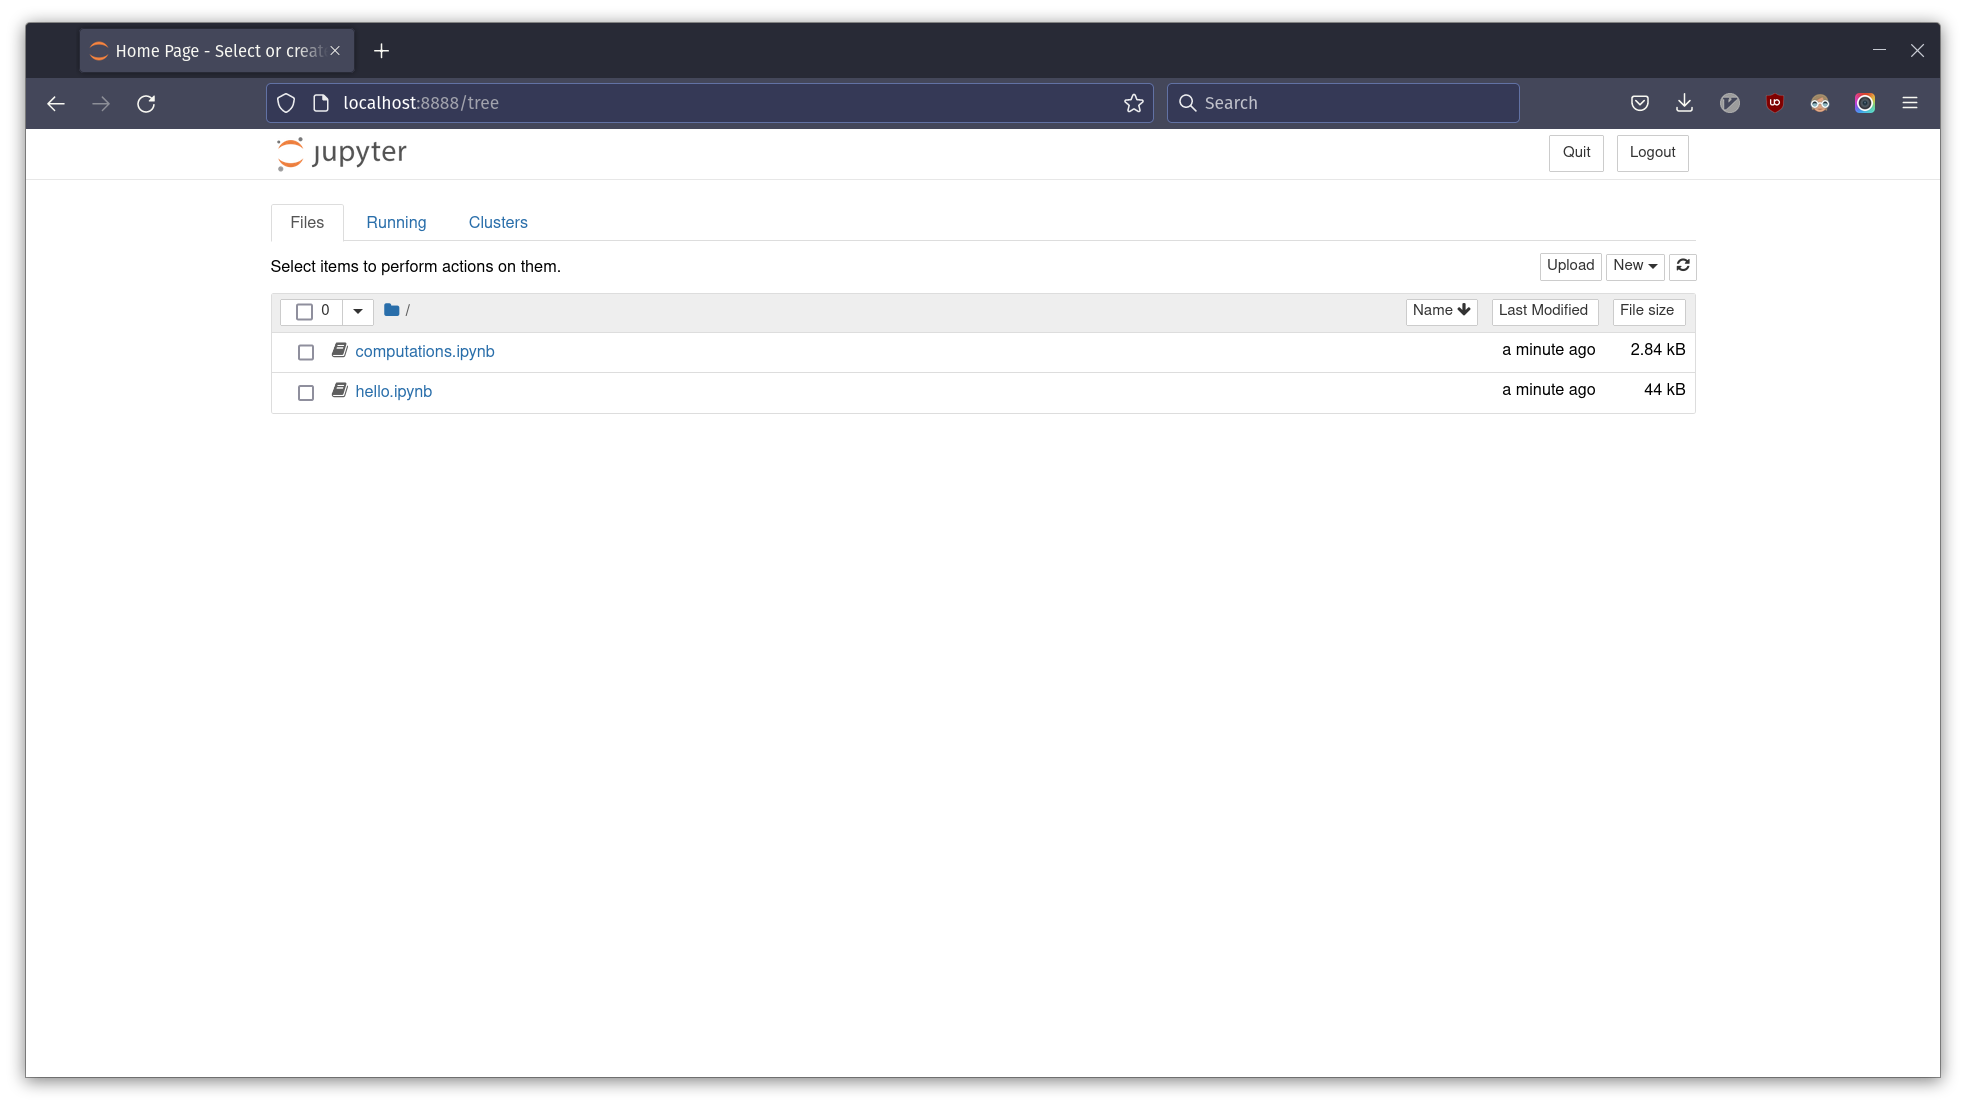 Home Page - Select or creat
localhost:8888/tree
Search
jupyter
Quit
Logout
Files
Running
Clusters
Select items to perform actions on them.
Upload
New
0
/
Name
Last Modified
File size
computations.ipynb
a minute ago
2.84 kB
hello.ipynb
a minute ago
44 kB